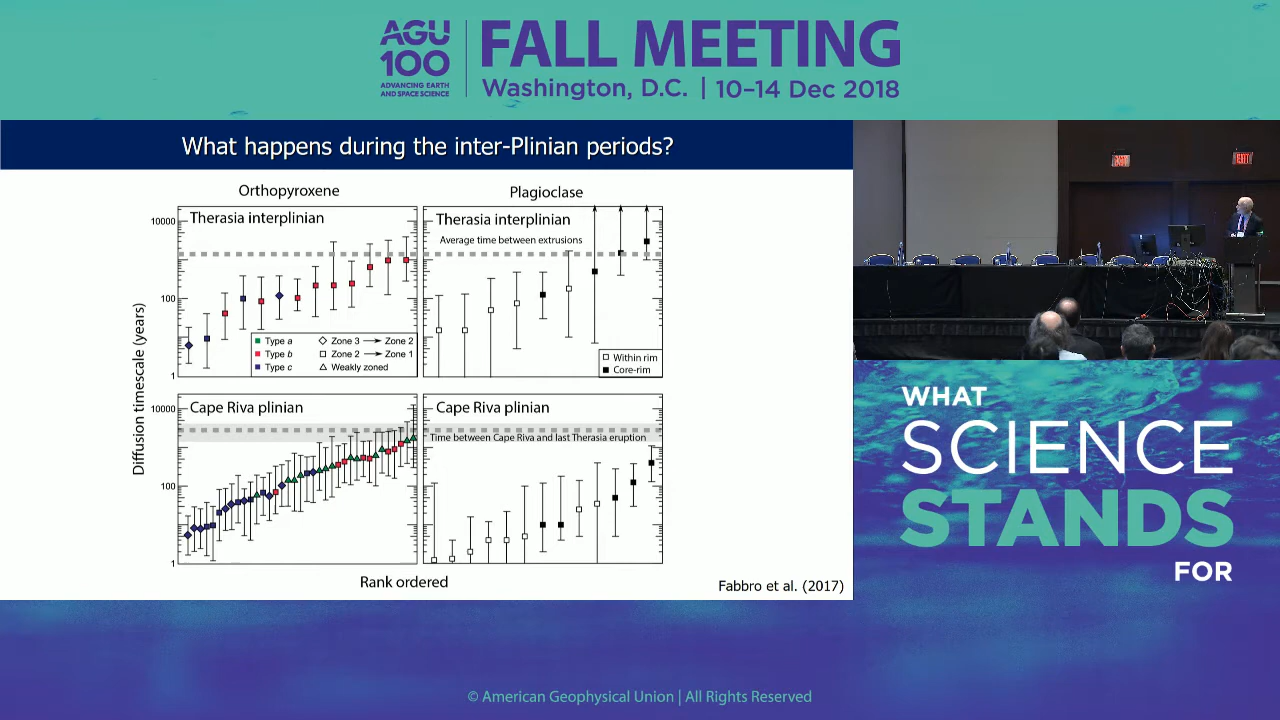 AGU
100
ADVANCING EARTH
AND SPACE SCIENCE
FALL MEETING
Washington, D.C. | 10–14 Dec 2018
What happens during the inter-Plinian periods?
Orthopyroxene
Plagioclase
Diffusion timescale (years)
10000
100
1
Therasia interplinian
Type a
Type b
Type c
Zone 3 → Zone 2
Zone 2 → Zone 1
Weakly zoned
Therasia interplinian
Average time between extrusions
Within rim
Core-rim
10000
100
1
Cape Riva plinian
Cape Riva plinian
Time between Cape Riva and last Therasia eruption
Rank ordered
Fabbro et al. (2017)
EXIT
WHAT
SCIENCE
STANDS
FOR
© American Geophysical Union | All Rights Reserved